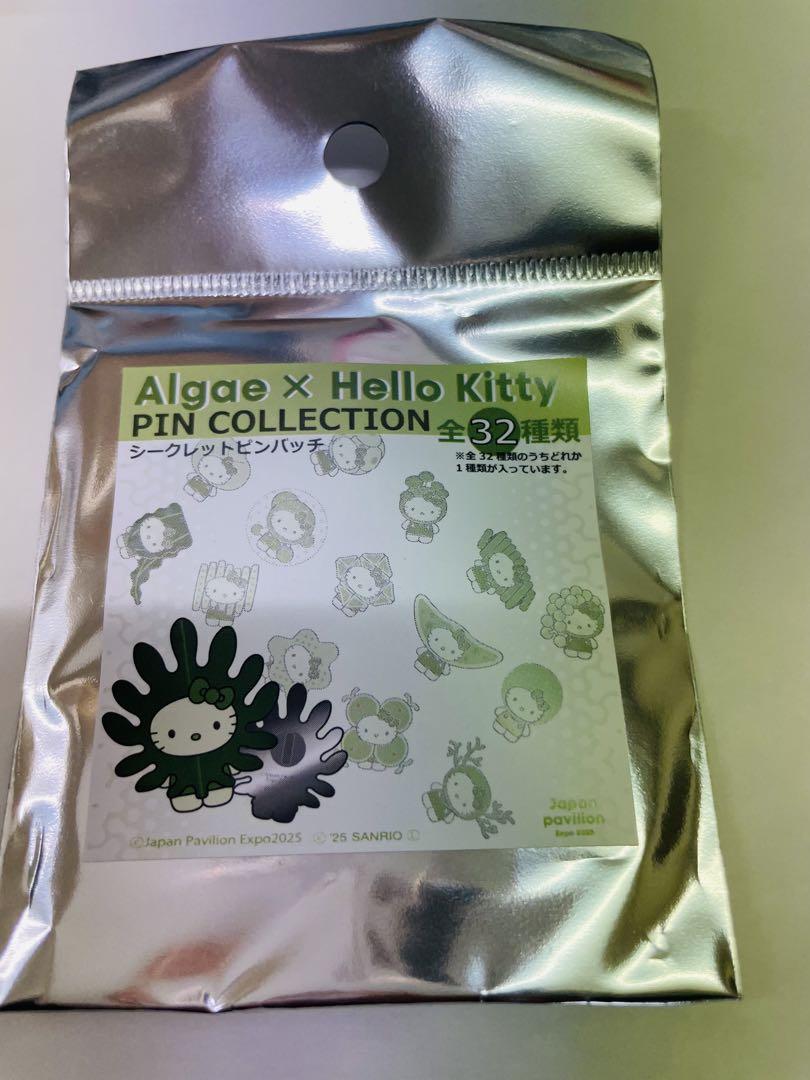 Algae × Hello Kitty
PIN COLLECTION
シークレットピンバッチ
全32種類
※全32種類のうちどれか
1種類が入っています。
Japan
pavilion
Expo 2025
©Japan Pavilion Expo2025 © '25 SANRIO Ⓛ